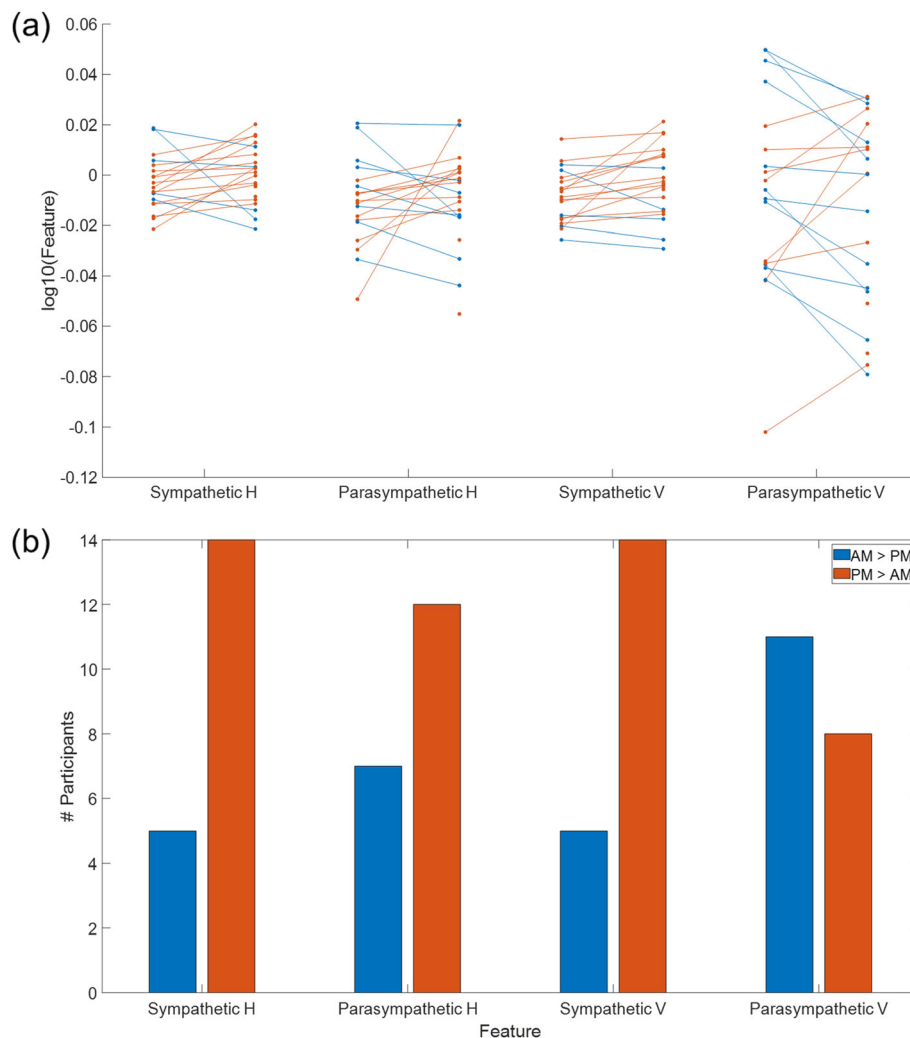 (a)
0.06
0.04
0.02
0
-0.02
-0.04
-0.06
-0.08
-0.1
-0.12
log10(Feature)
Sympathetic H Parasympathetic H Sympathetic V Parasympathetic V
(b)
14
12
10
8
6
4
2
0
# Participants
AM > PM
PM > AM
Sympathetic H Parasympathetic H Sympathetic V Parasympathetic V
Feature